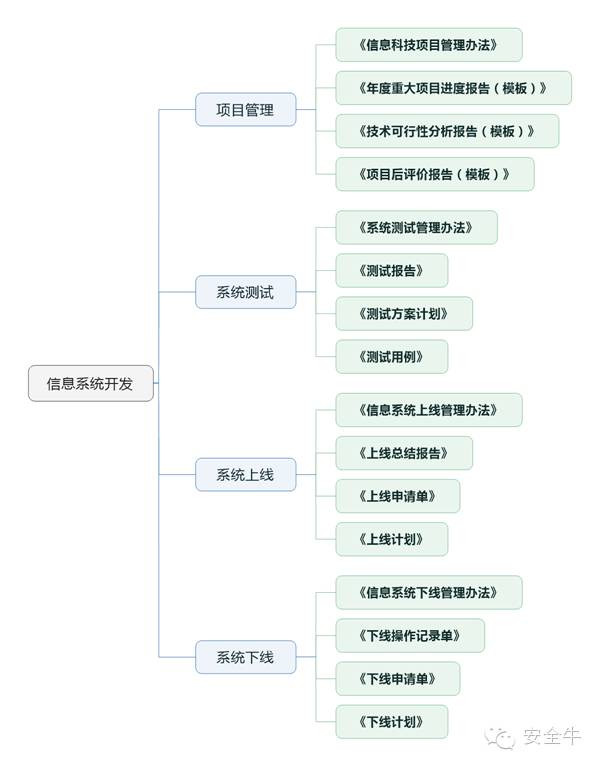 信息系统开发
项目管理
《信息科技项目管理办法》
《年度重大项目进度报告（模板）》
《技术可行性分析报告（模板）》
《项目后评价报告（模板）》
系统测试
《系统测试管理办法》
《测试报告》
《测试方案计划》
《测试用例》
系统上线
《信息系统上线管理办法》
《上线总结报告》
《上线申请单》
《上线计划》
系统下线
《信息系统下线管理办法》
《下线操作记录单》
《下线申请单》
《下线计划》
安全牛